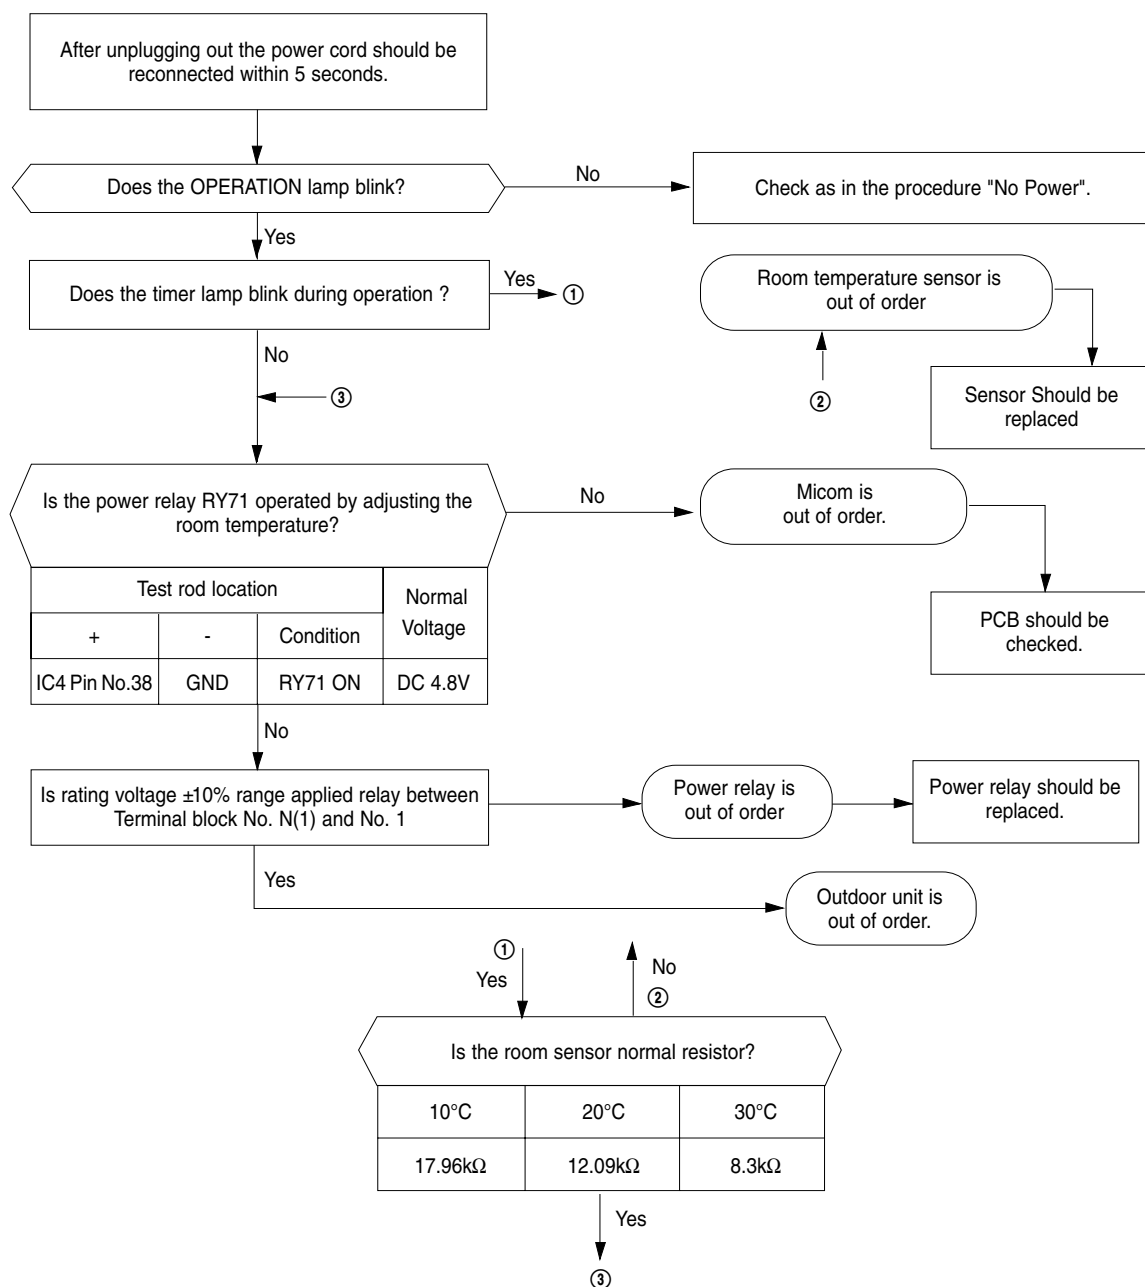 After unplugging out the power cord should be
reconnected within 5 seconds.
Does the OPERATION lamp blink?
No
Check as in the procedure "No Power".
Yes
Does the timer lamp blink during operation ?
Yes
①
Room temperature sensor is
out of order
②
Sensor Should be
replaced
No
③
Is the power relay RY71 operated by adjusting the
room temperature?
No
Micom is
out of order.
PCB should be
checked.
Test rod location
Normal
Voltage
+ - Condition
IC4 Pin No.38 GND RY71 ON DC 4.8V
No
Is rating voltage ±10% range applied relay between
Terminal block No. N(1) and No. 1
Power relay is
out of order
Power relay should be
replaced.
Yes
Outdoor unit is
out of order.
①
Yes
No
②
Is the room sensor normal resistor?
10°C 20°C 30°C
17.96kΩ 12.09kΩ 8.3kΩ
Yes
③